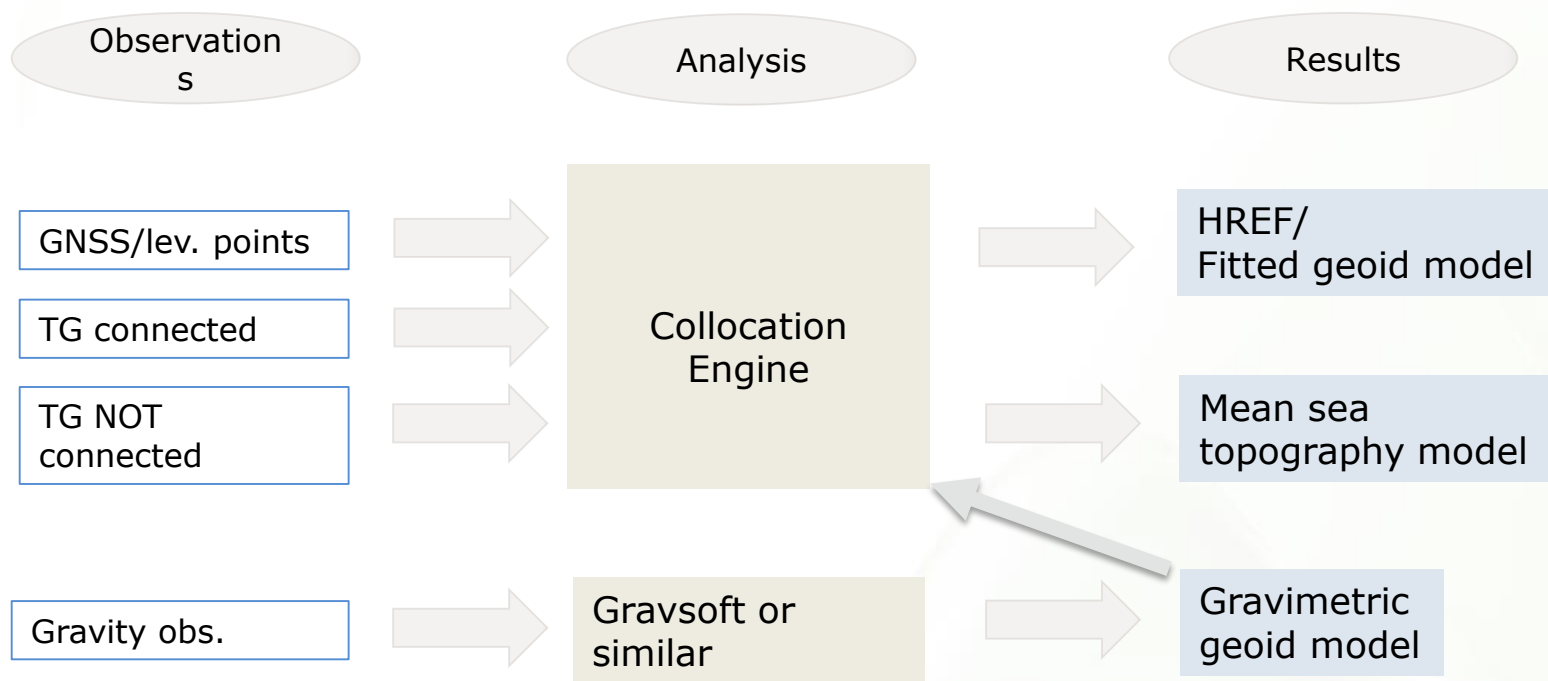 Observation
s
Analysis
Results
GNSS/lev. points
TG connected
TG NOT
connected
Collocation
Engine
HREF/
Fitted geoid model
Mean sea
topography model
Gravity obs.
Gravsoft or
similar
Gravimetric
geoid model